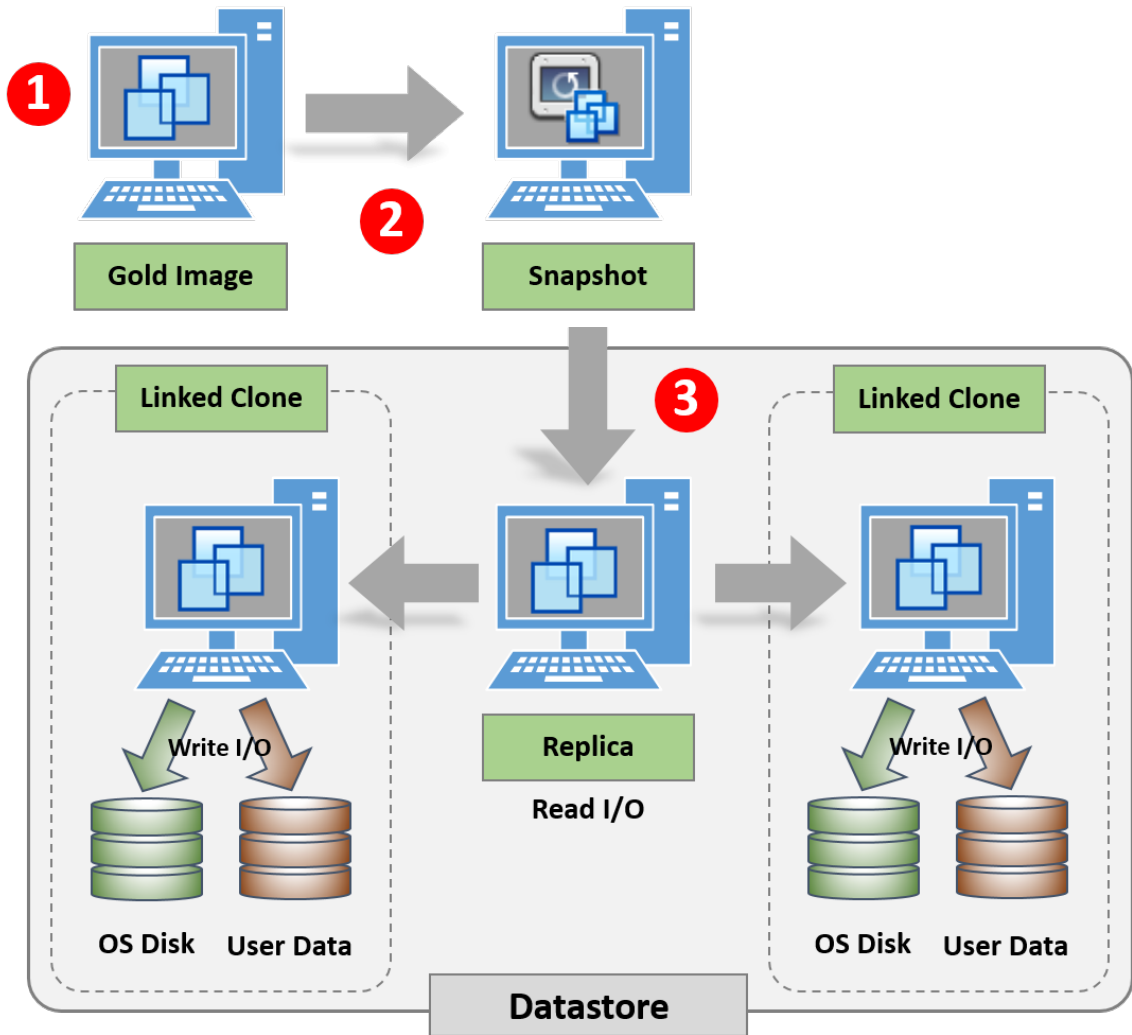 1
2
Gold Image
Snapshot
3
Linked Clone
Linked Clone
Write I/O
Write I/O
Replica
Read I/O
OS Disk
User Data
OS Disk
User Data
Datastore